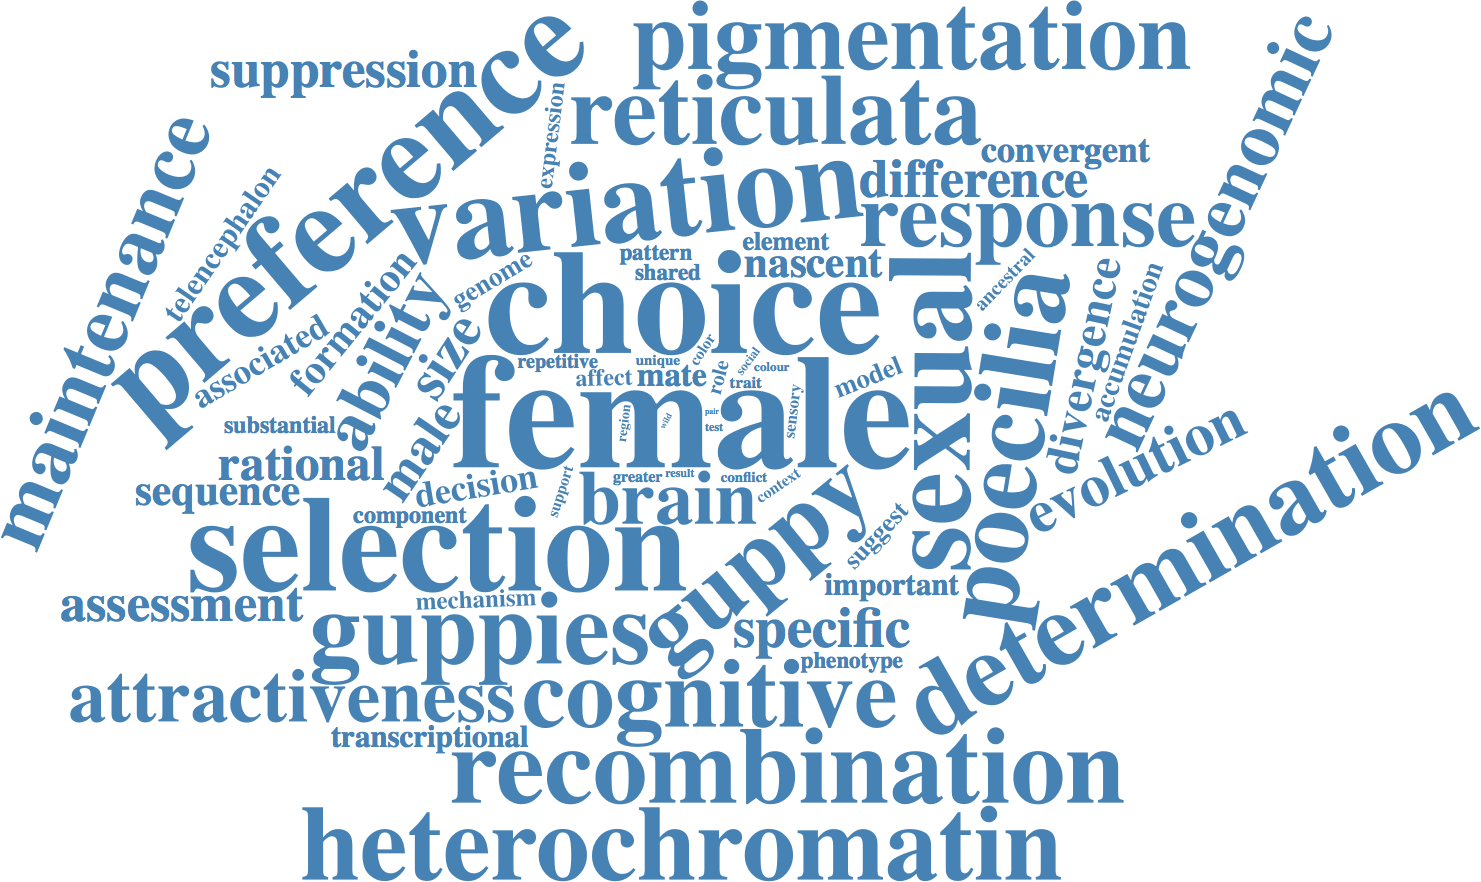 pigmentation
suppression
preference
reticulata
neurogenomic
expression
convergent
maintenance
variation
difference
response
telencephalon
pattern
element
shared
nascent
genome
formation
ability
associated
choice
sexual
ancestral
poecilia
divergence
accumulation
size
repetitive
unique
color
social
colour
affect
mate
role
trait
model
female
region
wild
pair
test
sensory
male
substantial
rational
evolution
determination
sequence
decision
support
greater
result
conflict
context
component
brain
selection
guppy
suggest
important
assessment
mechanism
guppies
specific
phenotype
attractiveness
cognitive
transcriptional
recombination
heterochromatin